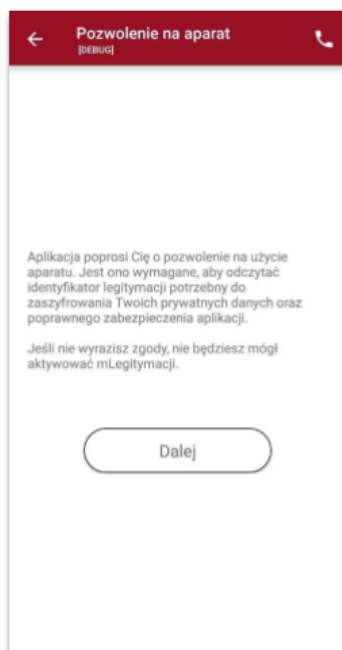 Pozwolenie na aparat
[DEBUG]
Aplikacja poprosi Cię o pozwolenie na użycie
aparatu. Jest ono wymagane, aby odczytać
identyfikator legitymacji potrzebny do
zaszyfrowania Twoich prywatnych danych oraz
poprawnego zabezpieczenia aplikacji.
Jeśli nie wyrazisz zgody, nie będziesz mógł
aktywować mLegitymacji.
Dalej